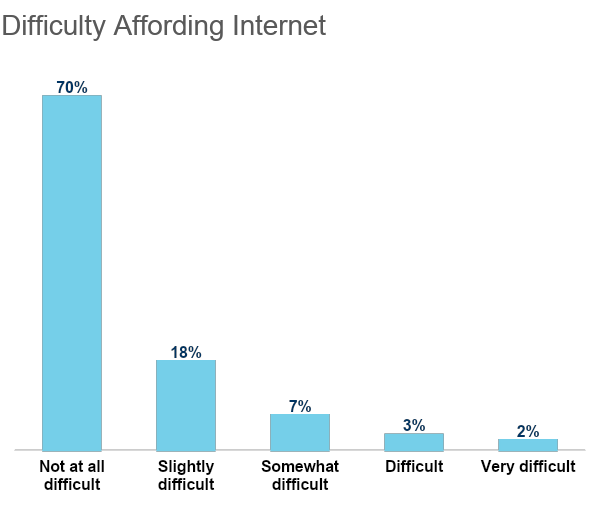 Difficulty Affording Internet
70%
18%
7%
3%
2%
Not at all
difficult
Slightly
difficult
Somewhat
difficult
Difficult
Very difficult